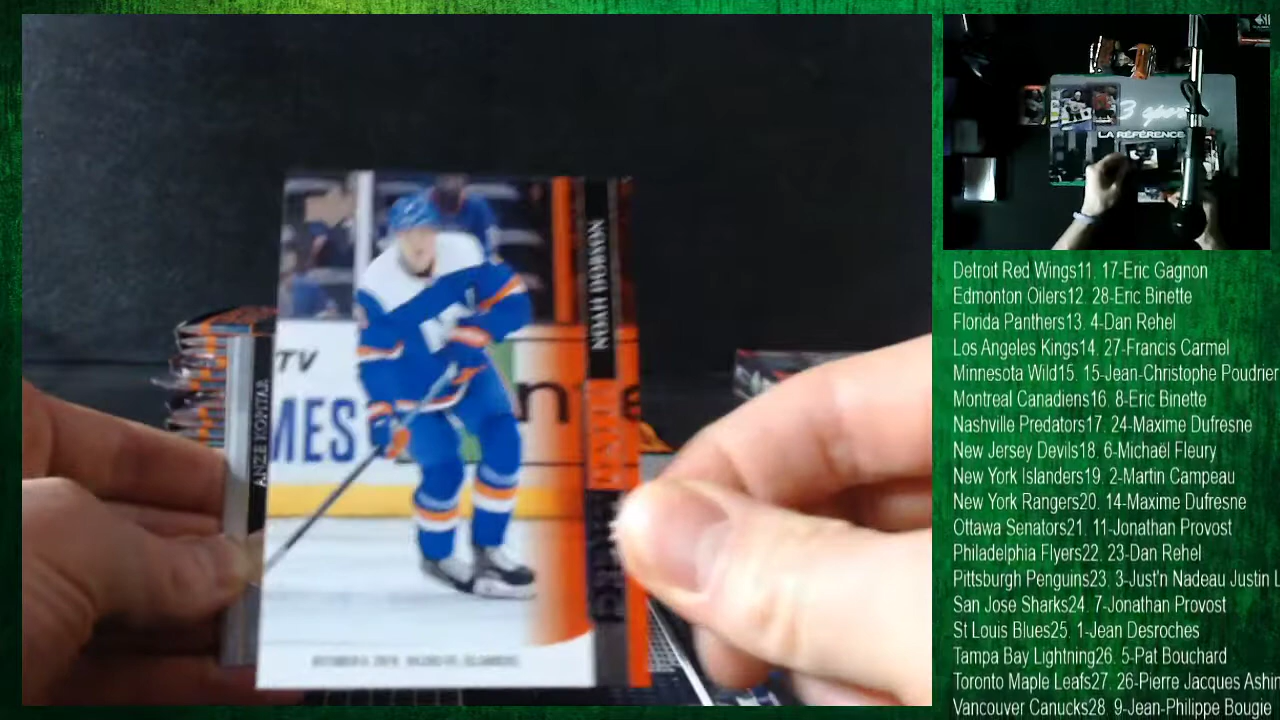 NOAH DOBSON
ANZE KOPITAR
TV
MES
LA RÉFÉRENCE
Detroit Red Wings11. 17-Eric Gagnon
Edmonton Oilers12. 28-Eric Binette
Florida Panthers13. 4-Dan Rehel
Los Angeles Kings14. 27-Francis Carmel
Minnesota Wild15. 15-Jean-Christophe Poudrier
Montreal Canadiens16. 8-Eric Binette
Nashville Predators17. 24-Maxime Dufresne
New Jersey Devils18. 6-Michaël Fleury
New York Islanders19. 2-Martin Campeau
New York Rangers20. 14-Maxime Dufresne
Ottawa Senators21. 11-Jonathan Provost
Philadelphia Flyers22. 23-Dan Rehel
Pittsburgh Penguins23. 3-Just'n Nadeau Justin L
San Jose Sharks24. 7-Jonathan Provost
St Louis Blues25. 1-Jean Desroches
Tampa Bay Lightning26. 5-Pat Bouchard
Toronto Maple Leafs27. 26-Pierre Jacques Ashin
Vancouver Canucks28. 9-Jean-Philippe Bougie